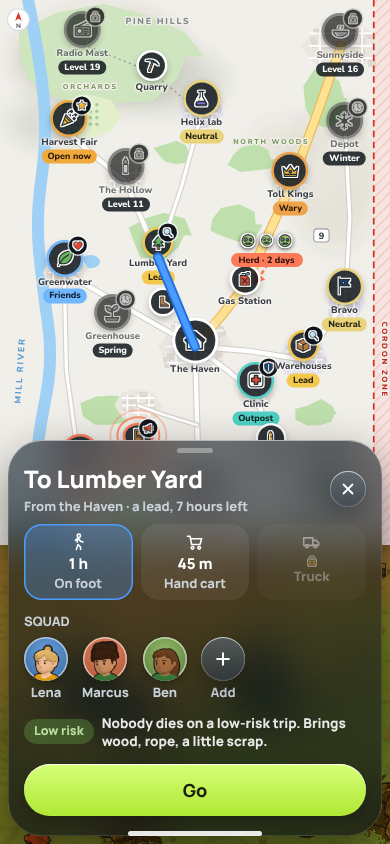 N
PINE HILLS
Radio Mast
Level 19
Sunnyside
Level 16
Quarry
ORCHARDS
Helix lab
Neutral
Harvest Fair
Open now
Depot
Winter
NORTH WOODS
The Hollow
Level 11
Toll Kings
Wary
9
Lumber Yard
Herd · 2 days
Greenwater
Friends
Gas Station
Bravo
Neutral
Greenhouse
Spring
MILL RIVER
CORDON ZONE
The Haven
Warehouses
Lead
Clinic
Outpost
To Lumber Yard
From the Haven · a lead, 7 hours left
1 h
On foot
45 m
Hand cart
Truck
SQUAD
Lena
Marcus
Ben
Add
Low risk
Nobody dies on a low-risk trip. Brings
wood, rope, a little scrap.
Go